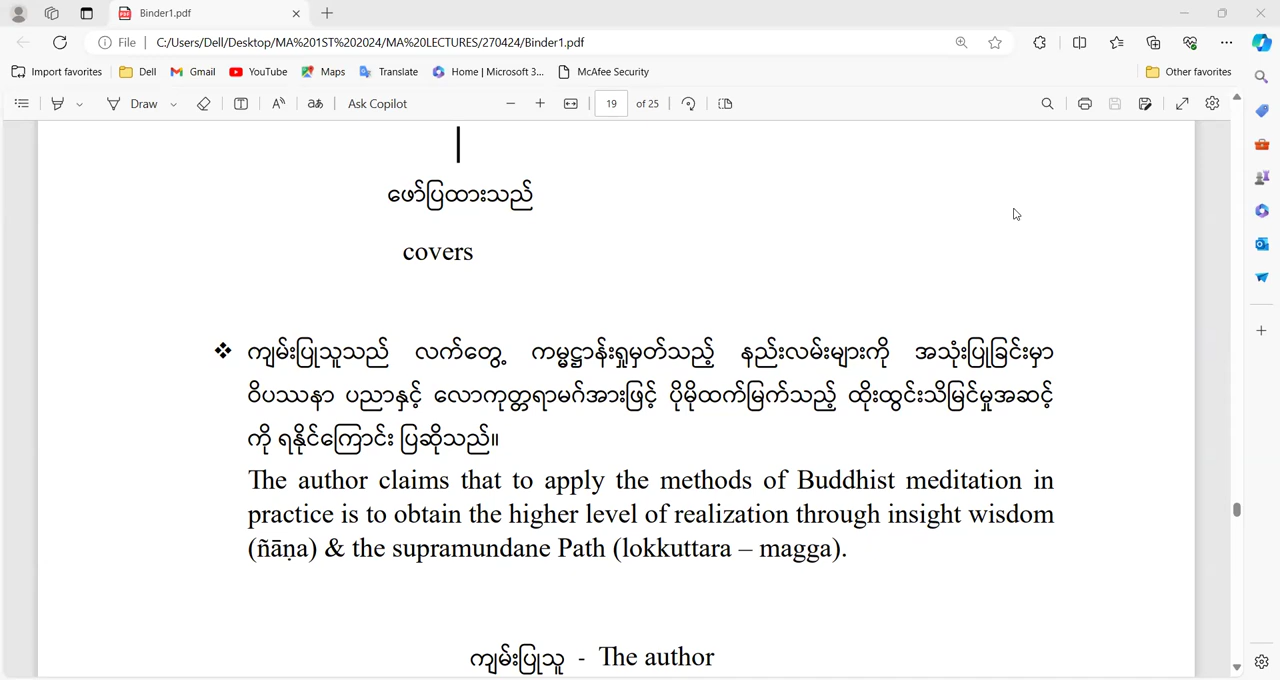 Binder1.pdf
File
C:/Users/Dell/Desktop/MA%201ST%202024/MA%20LECTURES/270424/Binder1.pdf
Import favorites Dell Gmail YouTube Maps Translate Home | Microsoft 3... McAfee Security Other favorites
Draw Ask Copilot 19 of 25
ဖော်ပြထားသည်
covers
❖ ကျမ်းပြုသူသည် လက်တွေ့ ကမ္မဋ္ဌာန်းရှုမှတ်သည့် နည်းလမ်းများကို အသုံးပြုခြင်းမှာ
ဝိပဿနာ ပညာနှင့် လောကုတ္တရာမဂ်အားဖြင့် ပိုမိုထက်မြက်သည့် ထိုးထွင်းသိမြင်မှုအဆင့်
ကို ရနိုင်ကြောင်း ပြဆိုသည်။
The author claims that to apply the methods of Buddhist meditation in
practice is to obtain the higher level of realization through insight wisdom
(ñāṇa) & the supramundane Path (lokkuttara – magga).
ကျမ်းပြုသူ - The author